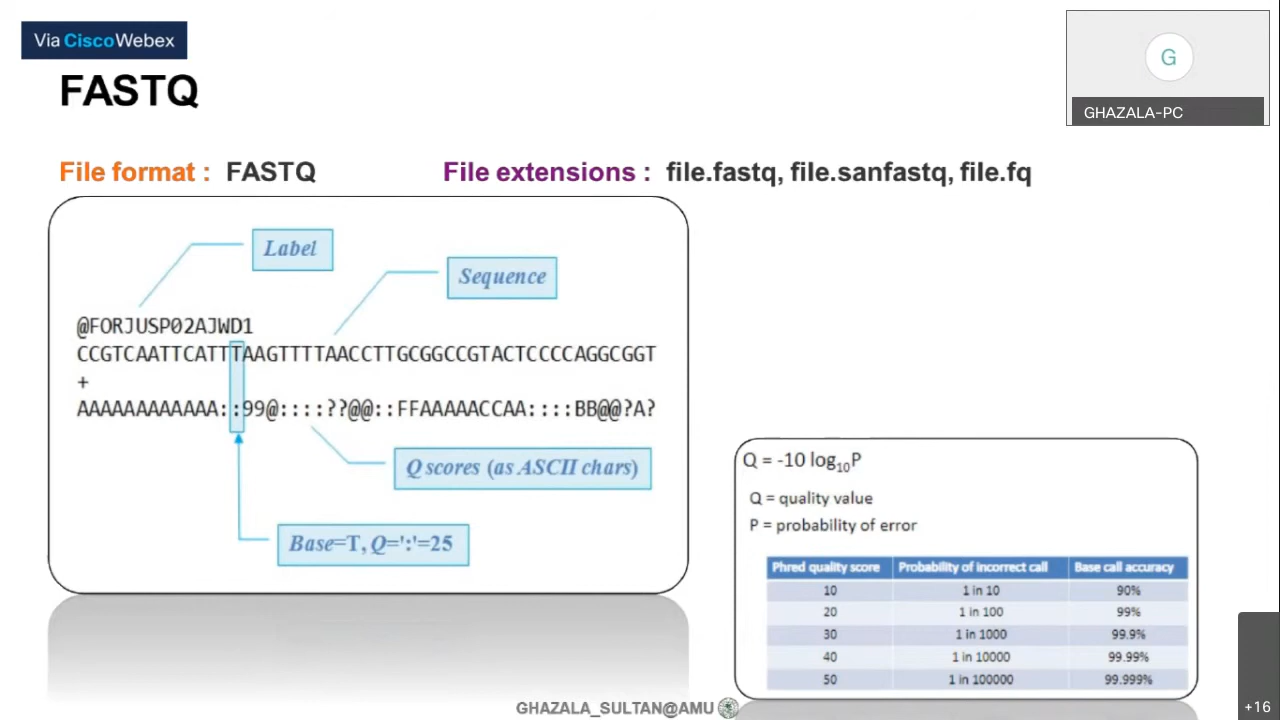 Via CiscoWebex
G
GHAZALA-PC
FASTQ
File format : FASTQ
File extensions : file.fastq, file.sanfastq, file.fq
Label
Sequence
@FORJUSP02AJWD1
CCGTCAATTCATTTAAGTTTTAACCTTGCGGCCGTACTCCCCAGGCGGT
+
AAAAAAAAAAAA::99@::::??@@::FFAAAAACCAA::::BB@@?A?
Q scores (as ASCII chars)
Base=T, Q=':'=25
Q = -10 log10P
Q = quality value
P = probability of error
Phred quality score Probability of incorrect call Base call accuracy
10 1 in 10 90%
20 1 in 100 99%
30 1 in 1000 99.9%
40 1 in 10000 99.99%
50 1 in 100000 99.999%
GHAZALA_SULTAN@AMU
+16